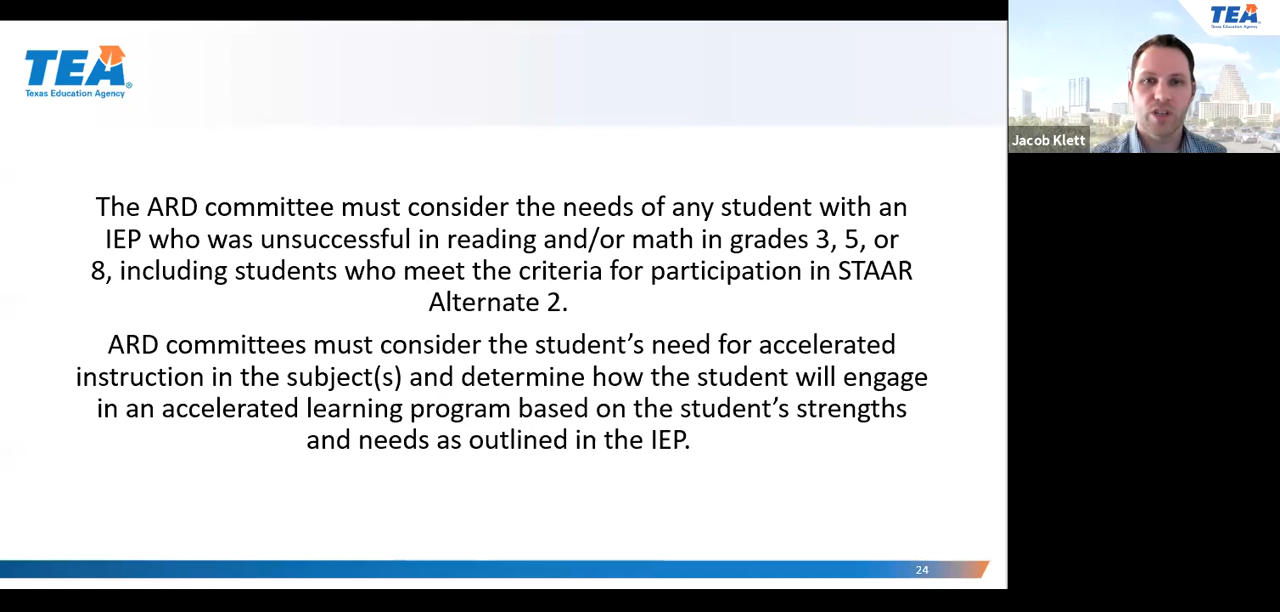 TEA
Texas Education Agency
The ARD committee must consider the needs of any student with an
IEP who was unsuccessful in reading and/or math in grades 3, 5, or
8, including students who meet the criteria for participation in STAAR
Alternate 2.
ARD committees must consider the student’s need for accelerated
instruction in the subject(s) and determine how the student will engage
in an accelerated learning program based on the student’s strengths
and needs as outlined in the IEP.
24
TEA
Texas Education Agency
Jacob Klett